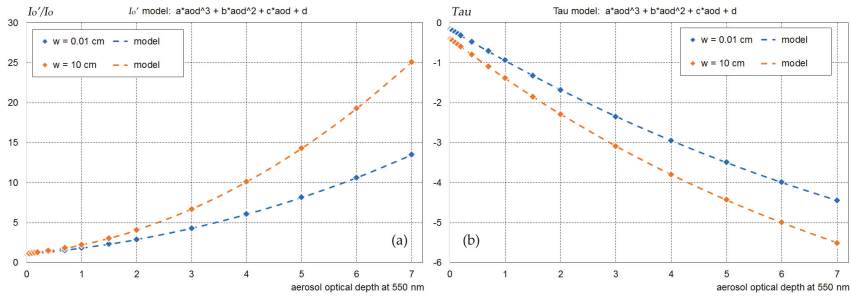 Io'/Io
Io' model: a*aod^3 + b*aod^2 + c*aod + d
30
25
20
15
10
5
0
w = 0.01 cm
model
w = 10 cm
model
(a)
0
1
2
3
4
5
6
7
aerosol optical depth at 550 nm
Tau
Tau model: a*aod^3 + b*aod^2 + c*aod + d
0
-1
-2
-3
-4
-5
-6
w = 0.01 cm
model
w = 10 cm
model
(b)
0
1
2
3
4
5
6
7
aerosol optical depth at 550 nm